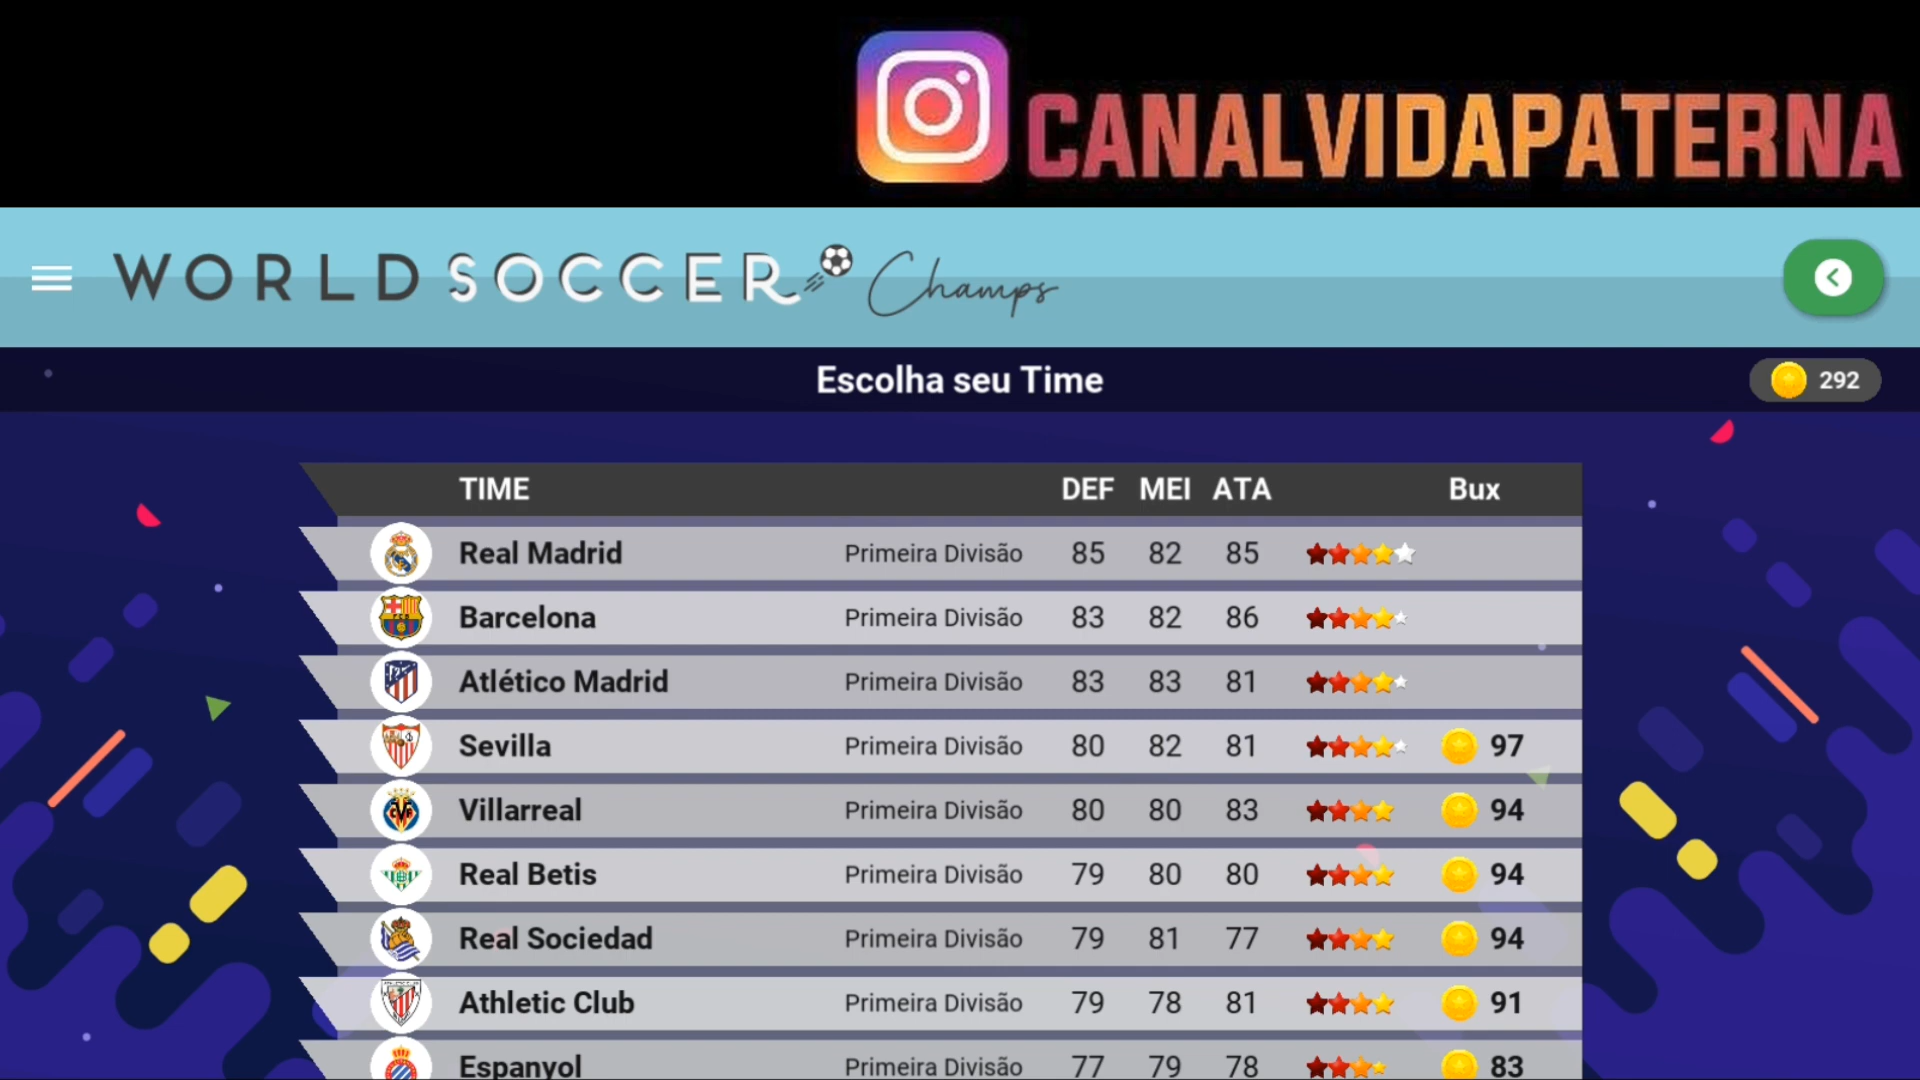 CANALVIDAPATERNA
WORLD SOCCER Champs
Escolha seu Time 292
TIME DEF MEI ATA Bux
Real Madrid Primeira Divisão 85 82 85
Barcelona Primeira Divisão 83 82 86
Atlético Madrid Primeira Divisão 83 83 81
Sevilla Primeira Divisão 80 82 81 97
Villarreal Primeira Divisão 80 80 83 94
Real Betis Primeira Divisão 79 80 80 94
Real Sociedad Primeira Divisão 79 81 77 94
Athletic Club Primeira Divisão 79 78 81 91
Espanyol Primeira Divisão 77 79 78 83